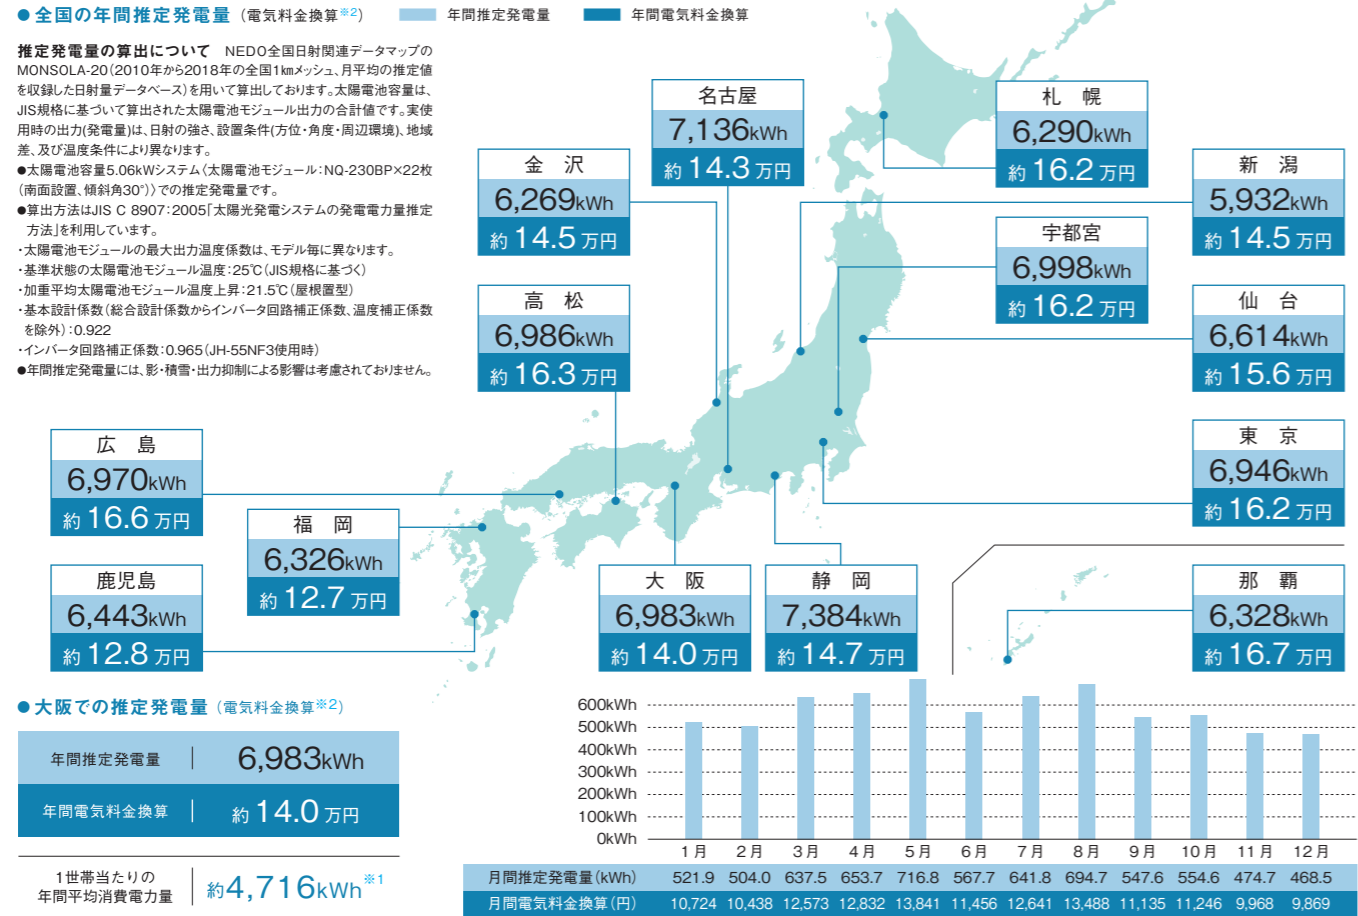 ●全国の年間推定発電量（電気料金換算※2） 年間推定発電量 年間電気料金換算
推定発電量の算出について　NEDO全国日射関連データマップの
MONSOLA-20（2010年から2018年の全国1㎞メッシュ、月平均の推定値
を収録した日射量データベース）を用いて算出しております。太陽電池容量は、
JIS規格に基づいて算出された太陽電池モジュール出力の合計値です。実使
用時の出力(発電量)は、日射の強さ、設置条件（方位・角度・周辺環境）、地域
差、及び温度条件により異なります。
●太陽電池容量5.06kWシステム〈太陽電池モジュール：NQ-230BP×22枚
（南面設置、傾斜角30°）〉での推定発電量です。
●算出方法はJIS C 8907：2005「太陽光発電システムの発電電力量推定
方法」を利用しています。
・太陽電池モジュールの最大出力温度係数は、モデル毎に異なります。
・基準状態の太陽電池モジュール温度：25℃（JIS規格に基づく）
・加重平均太陽電池モジュール温度上昇：21.5℃（屋根置型）
・基本設計係数（総合設計係数からインバータ回路補正係数、温度補正係数
を除外）：0.922
・インバータ回路補正係数：0.965（JH-55NF3使用時）
●年間推定発電量には、影・積雪・出力抑制による影響は考慮されておりません。
名古屋
7,136kWh
約14.3万円
札　幌
6,290kWh
約16.2万円
金　沢
6,269kWh
約14.5万円
新　潟
5,932kWh
約14.5万円
宇都宮
6,998kWh
約16.2万円
高　松
6,986kWh
約16.3万円
仙　台
6,614kWh
約15.6万円
広　島
6,970kWh
約16.6万円
東　京
6,946kWh
約16.2万円
福　岡
6,326kWh
約12.7万円
鹿児島
6,443kWh
約12.8万円
大　阪
6,983kWh
約14.0万円
静　岡
7,384kWh
約14.7万円
那　覇
6,328kWh
約16.7万円
●大阪での推定発電量（電気料金換算※2）
年間推定発電量 6,983kWh
年間電気料金換算 約14.0万円
1世帯当たりの
年間平均消費電力量 約4,716kWh※1
600kWh
500kWh
400kWh
300kWh
200kWh
100kWh
0kWh
1月 2月 3月 4月 5月 6月 7月 8月 9月 10月 11月 12月
月間推定発電量（kWh） 521.9 504.0 637.5 653.7 716.8 567.7 641.8 694.7 547.6 554.6 474.7 468.5
月間電気料金換算（円） 10,724 10,438 12,573 12,832 13,841 11,456 12,641 13,488 11,135 11,246 9,968 9,869